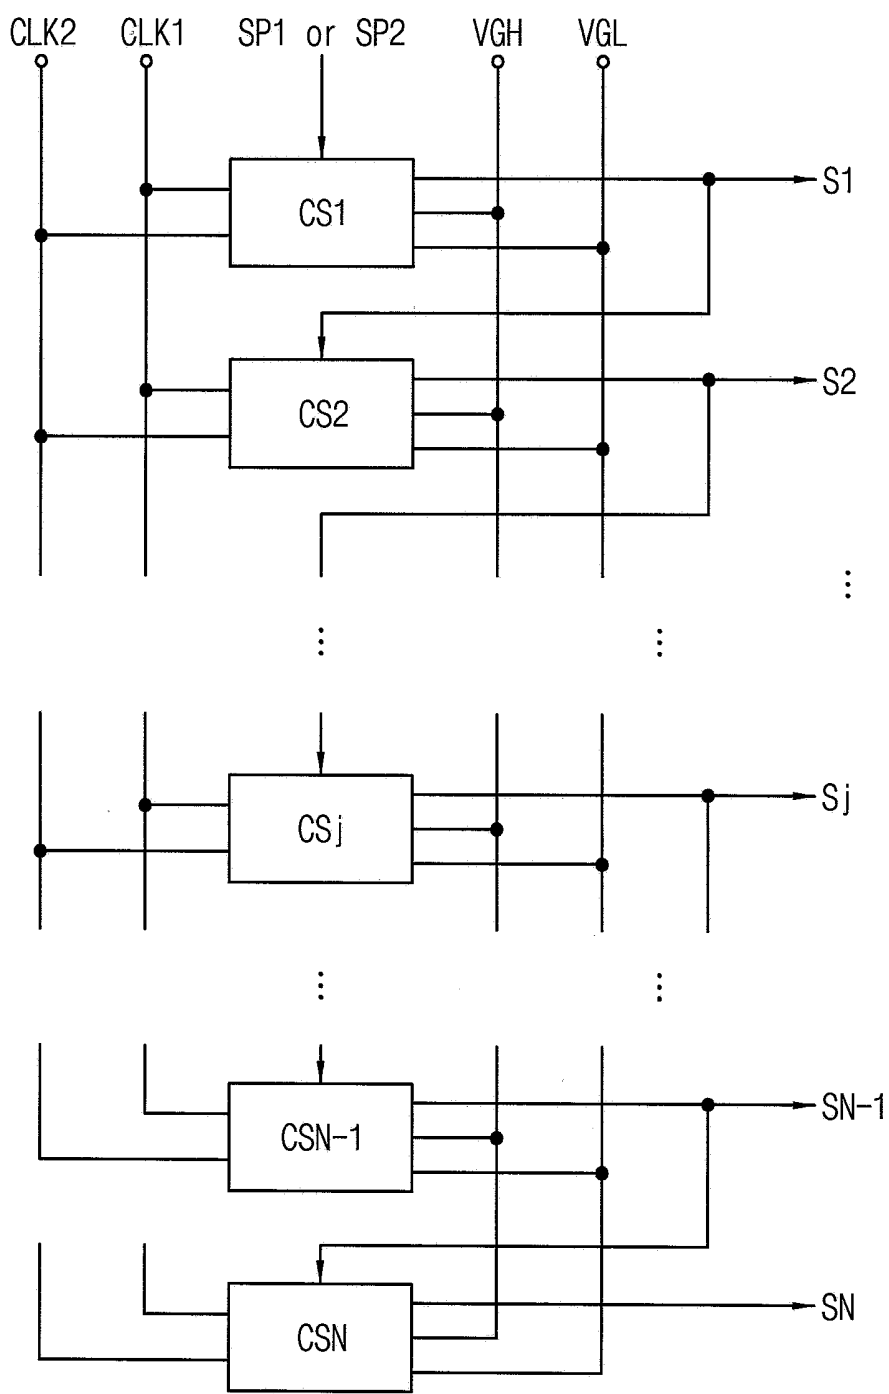 CLK2 CLK1 SP1 or SP2 VGH VGL
CS1
S1
CS2
S2
CSj
Sj
CSN-1
SN-1
CSN
SN